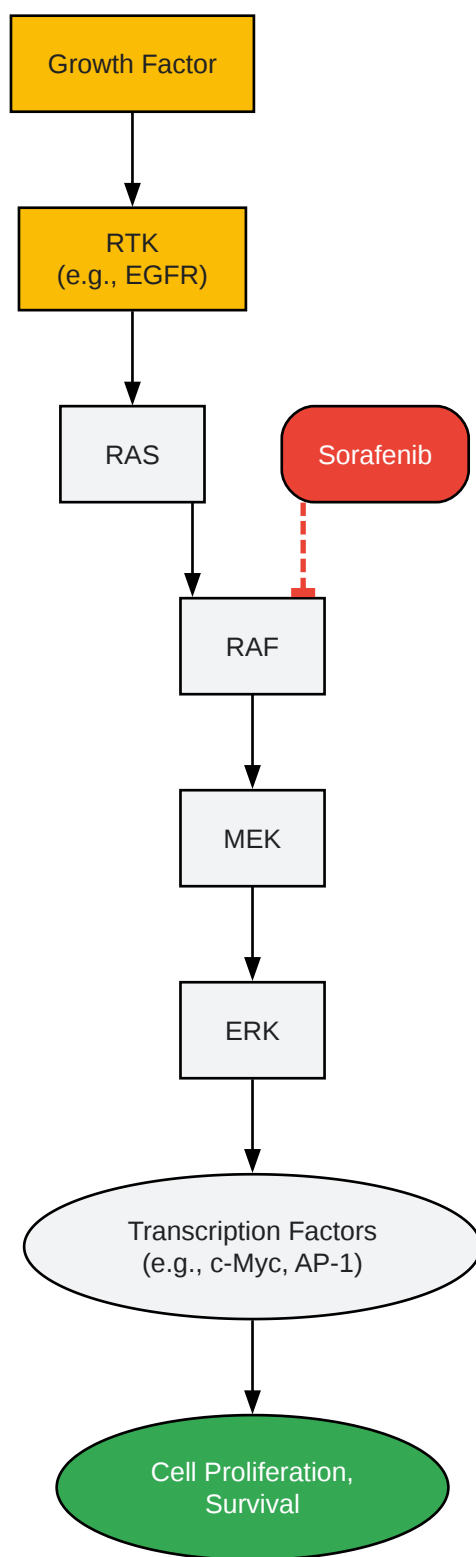 Growth Factor
RTK
(e.g., EGFR)
RAS
Sorafenib
RAF
MEK
ERK
Transcription Factors
(e.g., c-Myc, AP-1)
Cell Proliferation,
Survival